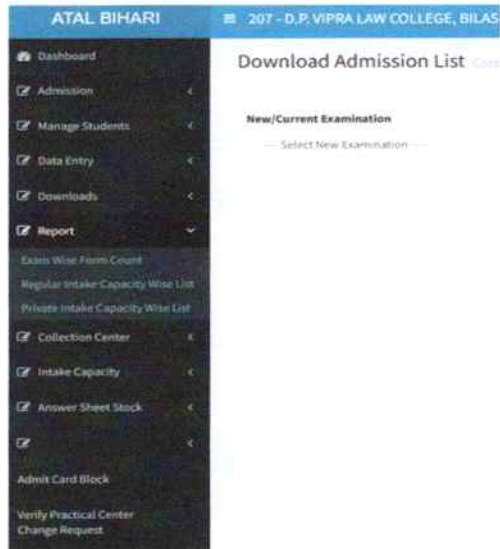 ATAL BIHARI
207 - D.P. VIPRA LAW COLLEGE, BILAS
Dashboard
Download Admission List
Admission
Manage Students
New/Current Examination
--- Select New Examination ---
Data Entry
Downloads
Report
Exam Wise Form Count
Regular Intake Capacity Wise List
Private Intake Capacity Wise List
Collection Center
Intake Capacity
Answer Sheet Stock
Admit Card Block
Verify Practical Center
Change Request